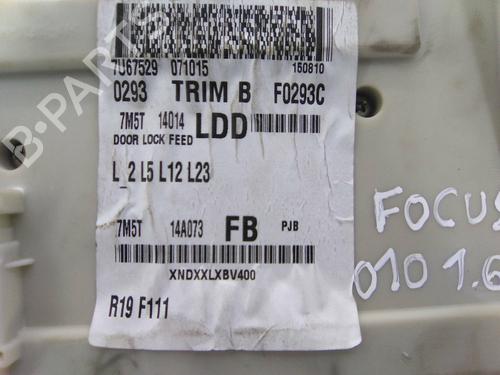 7U67529 071015 150810
0293 TRIM B F0293C
7M5T 14014 LDD
DOOR LOCK FEED
L_2 L5 L12 L23
7M5T 14A073 FB PJB
XNDXXLXBV400
R19 F111
FOCUS
010 1.6
B-PARTS